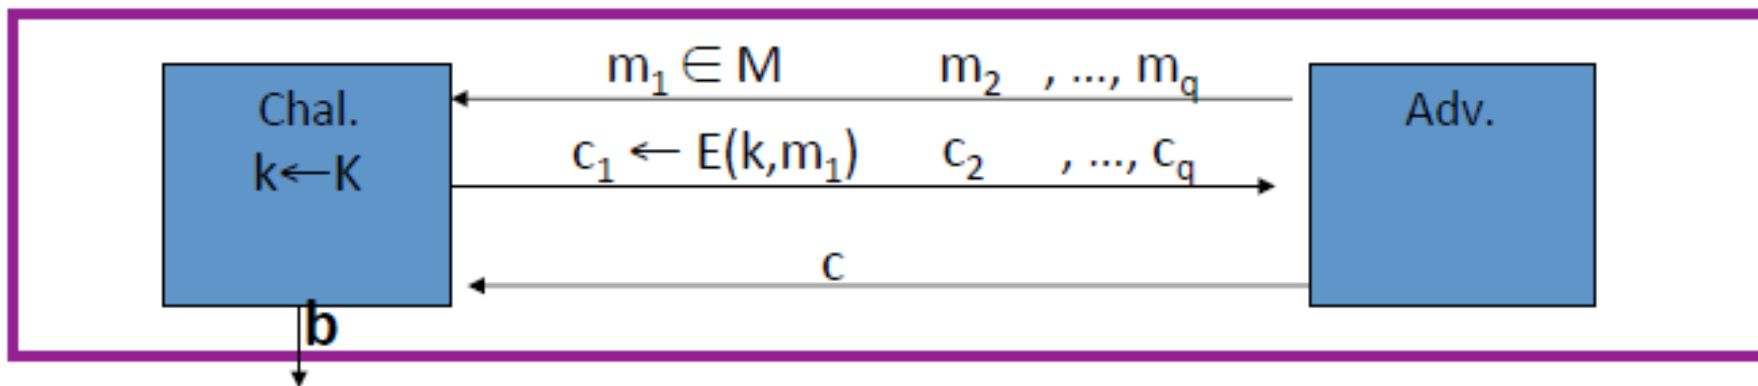 m₁ ∈ M m₂ , ..., m_q
Chal.
Adv.
k←K
c₁ ← E(k,m₁) c₂ , ..., c_q
c
b